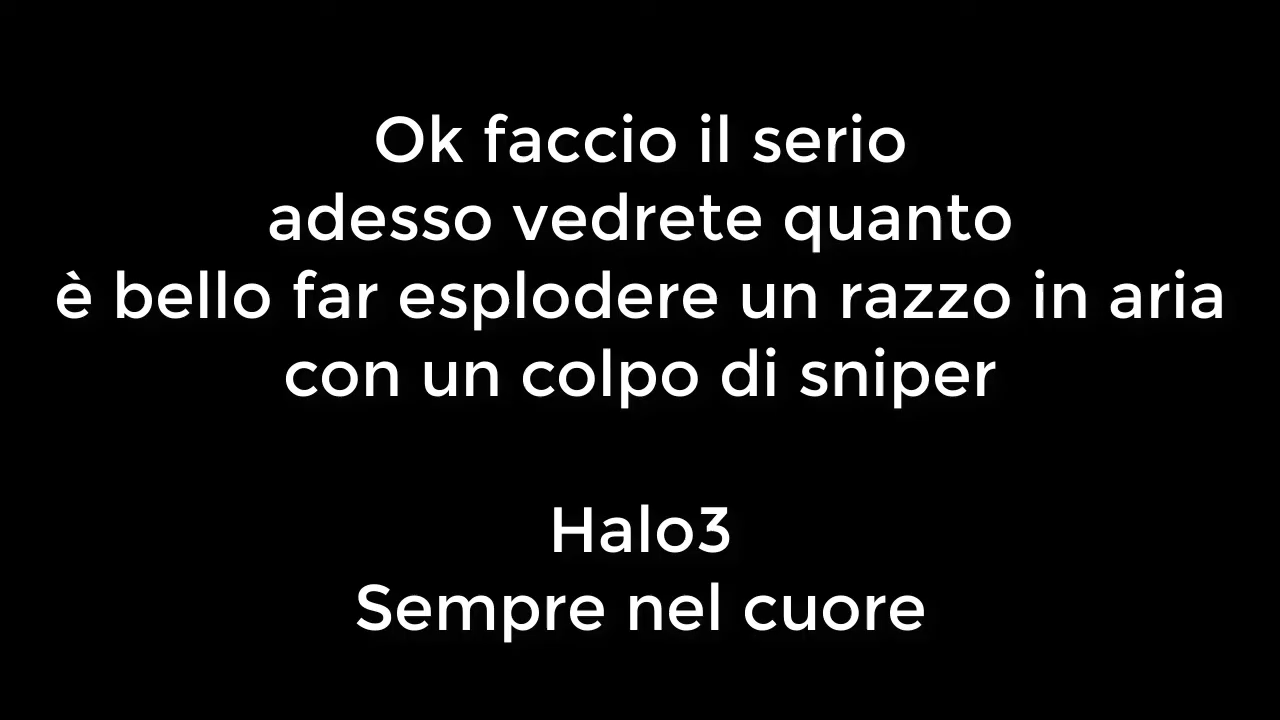 Ok faccio il serio
adesso vedrete quanto
è bello far esplodere un razzo in aria
con un colpo di sniper
Halo3
Sempre nel cuore